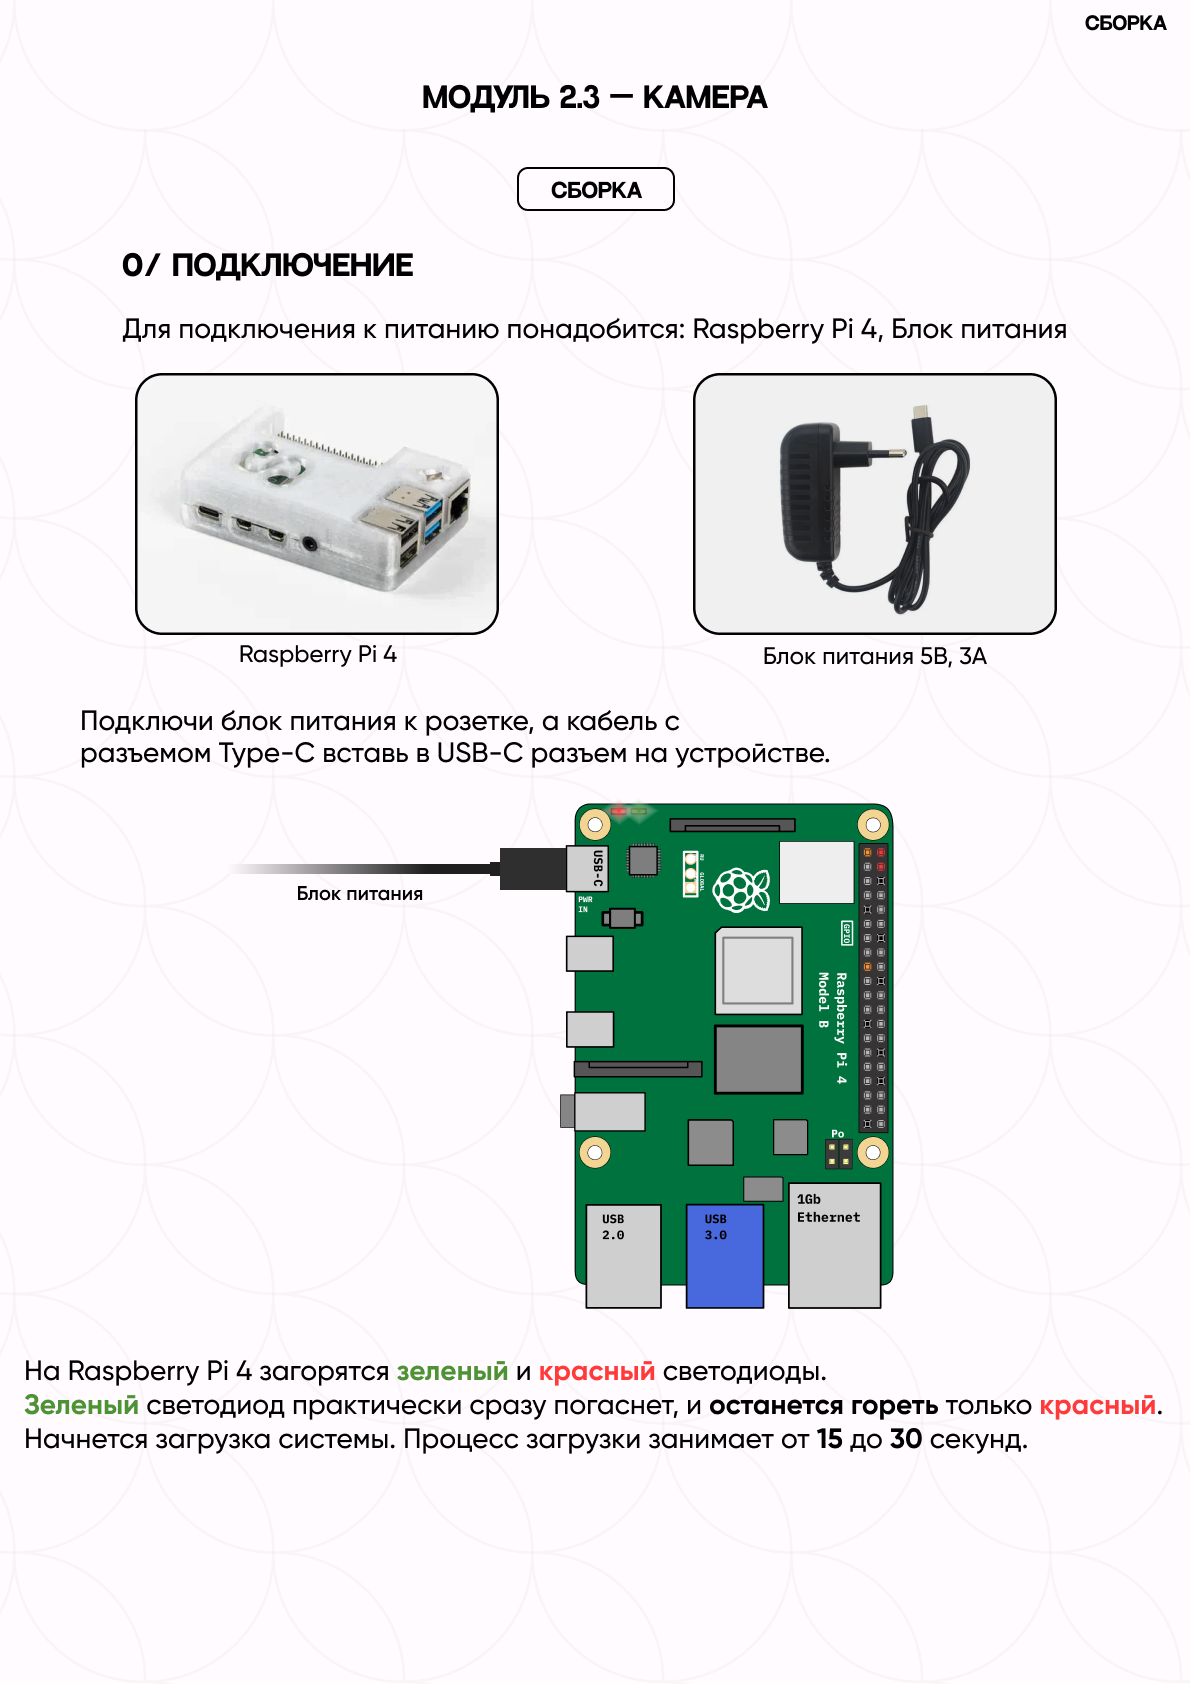 СБОРКА
МОДУЛЬ 2.3 — КАМЕРА
СБОРКА
0/ ПОДКЛЮЧЕНИЕ
Для подключения к питанию понадобится: Raspberry Pi 4, Блок питания
Raspberry Pi 4
Блок питания 5В, 3А
Подключи блок питания к розетке, а кабель с
разъемом Type-C вставь в USB-C разъем на устройстве.
Блок питания
USB-C
PWR
IN
GLOBAL
GPIO
Raspberry Pi 4
Model B
Po
USB
2.0
USB
3.0
1Gb
Ethernet
На Raspberry Pi 4 загорятся зеленый и красный светодиоды.
Зеленый светодиод практически сразу погаснет, и останется гореть только красный.
Начнется загрузка системы. Процесс загрузки занимает от 15 до 30 секунд.